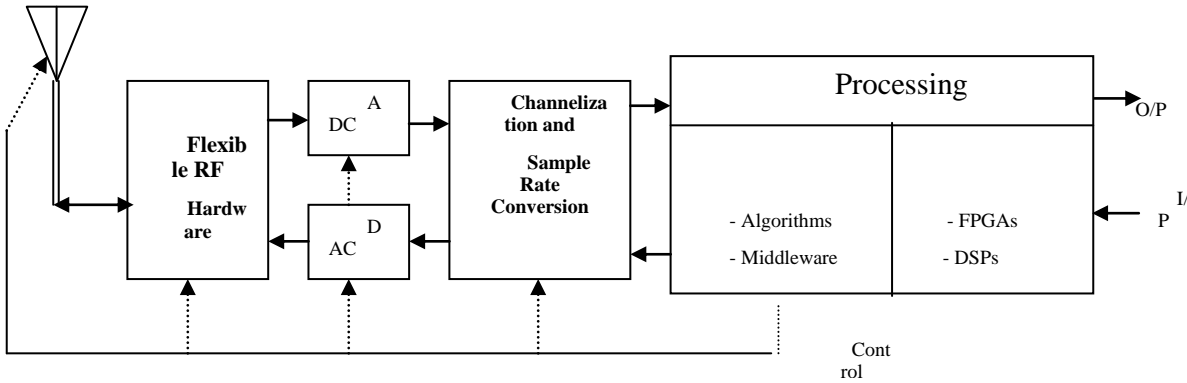 Processing
A
DC
Channeliza
tion and
Sample
Rate
Conversion
O/P
Flexib
le RF
Hardw
are
D
AC
- Algorithms
- Middleware
- FPGAs
- DSPs
I/
P
Cont
rol